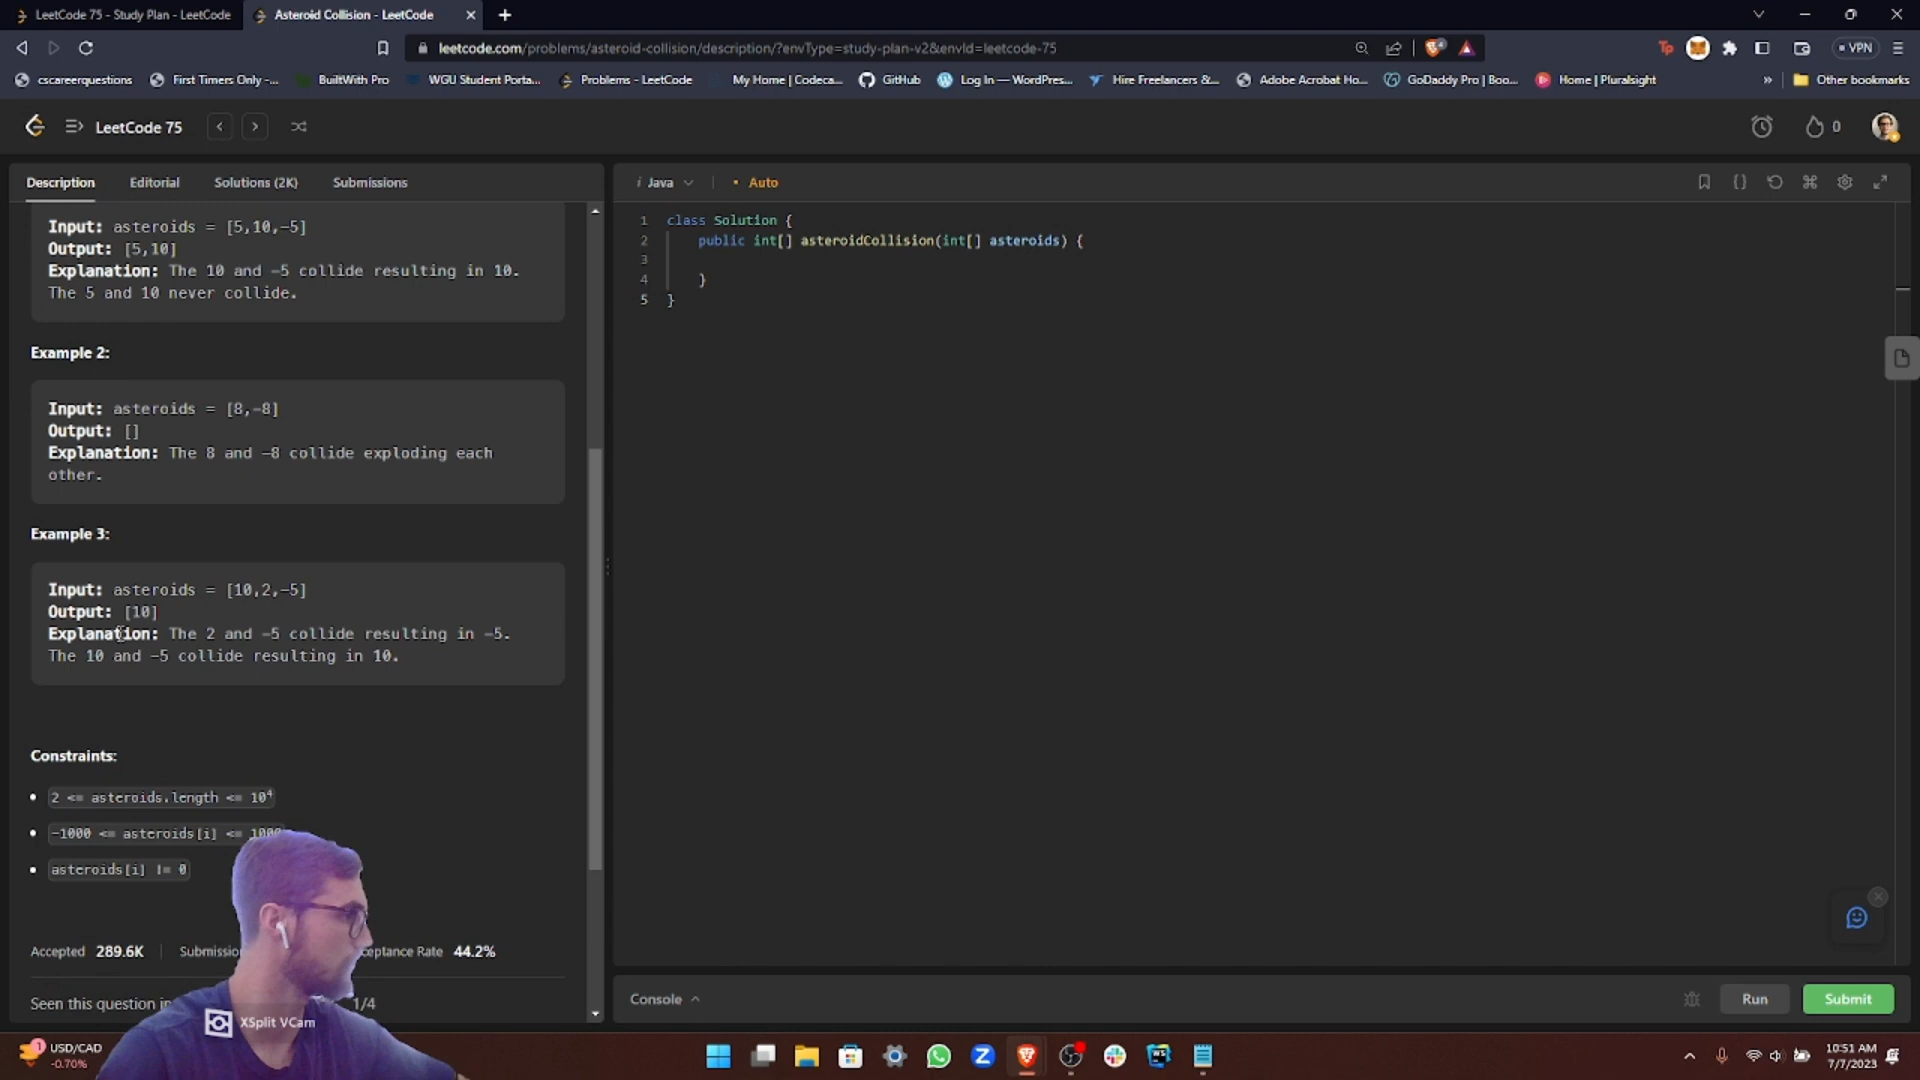 LeetCode 75 - Study Plan - LeetCode
Asteroid Collision - LeetCode
leetcode.com/problems/asteroid-collision/description/?envType=study-plan-v2&envId=leetcode-75
VPN
cscareerquestions
First Timers Only -...
BuiltWith Pro
WGU Student Porta...
Problems - LeetCode
My Home | Codeca...
GitHub
Log In — WordPres...
Hire Freelancers &...
Adobe Acrobat Ho...
GoDaddy Pro | Boo...
Home | Pluralsight
Other bookmarks
LeetCode 75
0
Description
Editorial
Solutions (2K)
Submissions
Input: asteroids = [5,10,-5]
Output: [5,10]
Explanation: The 10 and -5 collide resulting in 10.
The 5 and 10 never collide.
Example 2:
Input: asteroids = [8,-8]
Output: []
Explanation: The 8 and -8 collide exploding each
other.
Example 3:
Input: asteroids = [10,2,-5]
Output: [10]
Explanation: The 2 and -5 collide resulting in -5.
The 10 and -5 collide resulting in 10.
Constraints:
2 <= asteroids.length <= 10⁴
-1000 <= asteroids[i] <= 1000
asteroids[i] != 0
Accepted 289.6K
Acceptance Rate 44.2%
Seen this question
1/4
XSplit VCam
i Java
Auto
1 class Solution {
2 public int[] asteroidCollision(int[] asteroids) {
3
4 }
5 }
Console
Run
Submit
1
USD/CAD
-0.70%
10:51 AM
7/7/2023